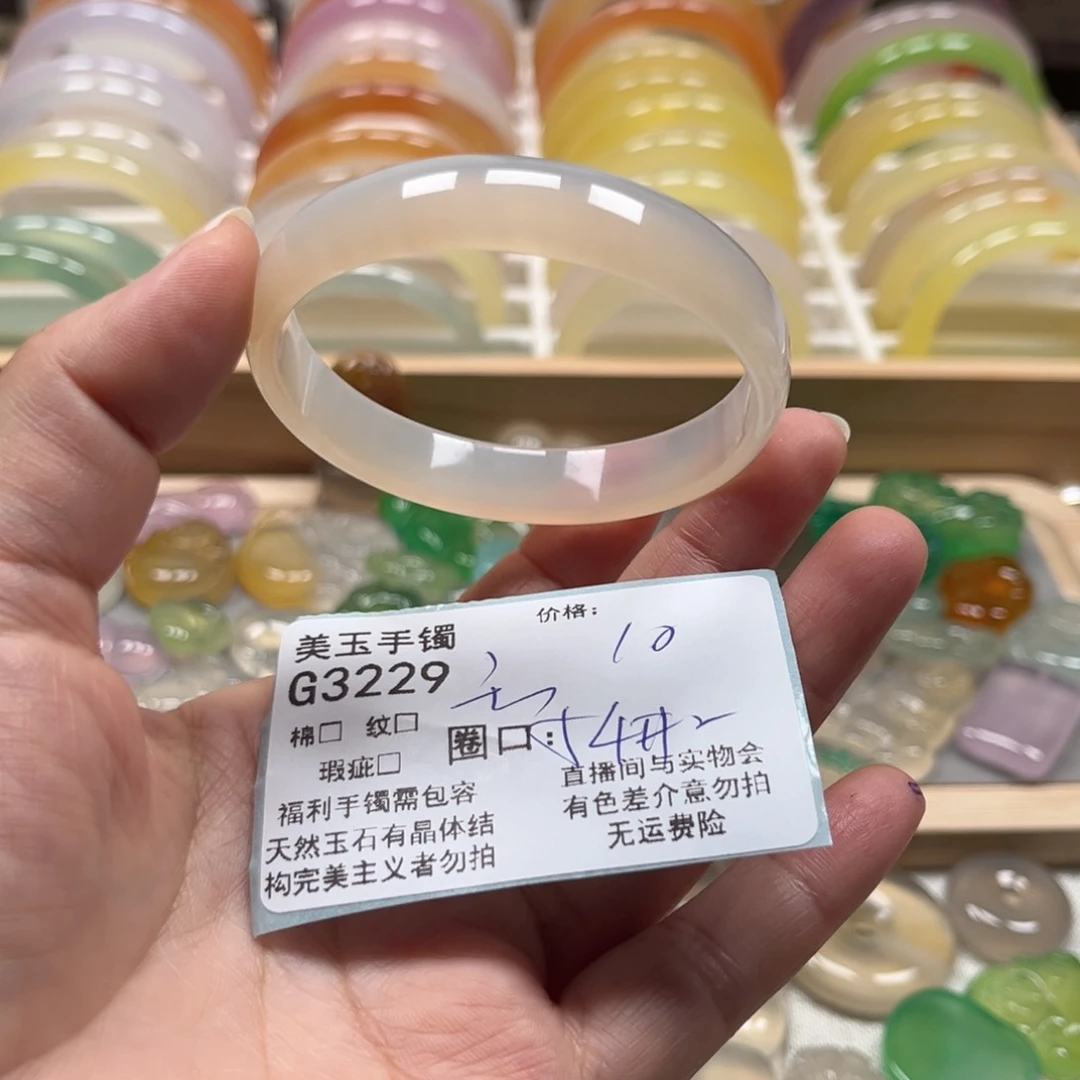 价格:
美玉手镯
10
G3229
棉□ 纹□
圈口:
瑕疵□
福利手镯需包容
天然玉石有晶体结
构完美主义者勿拍
直播间与实物会
有色差介意勿拍
无运费险